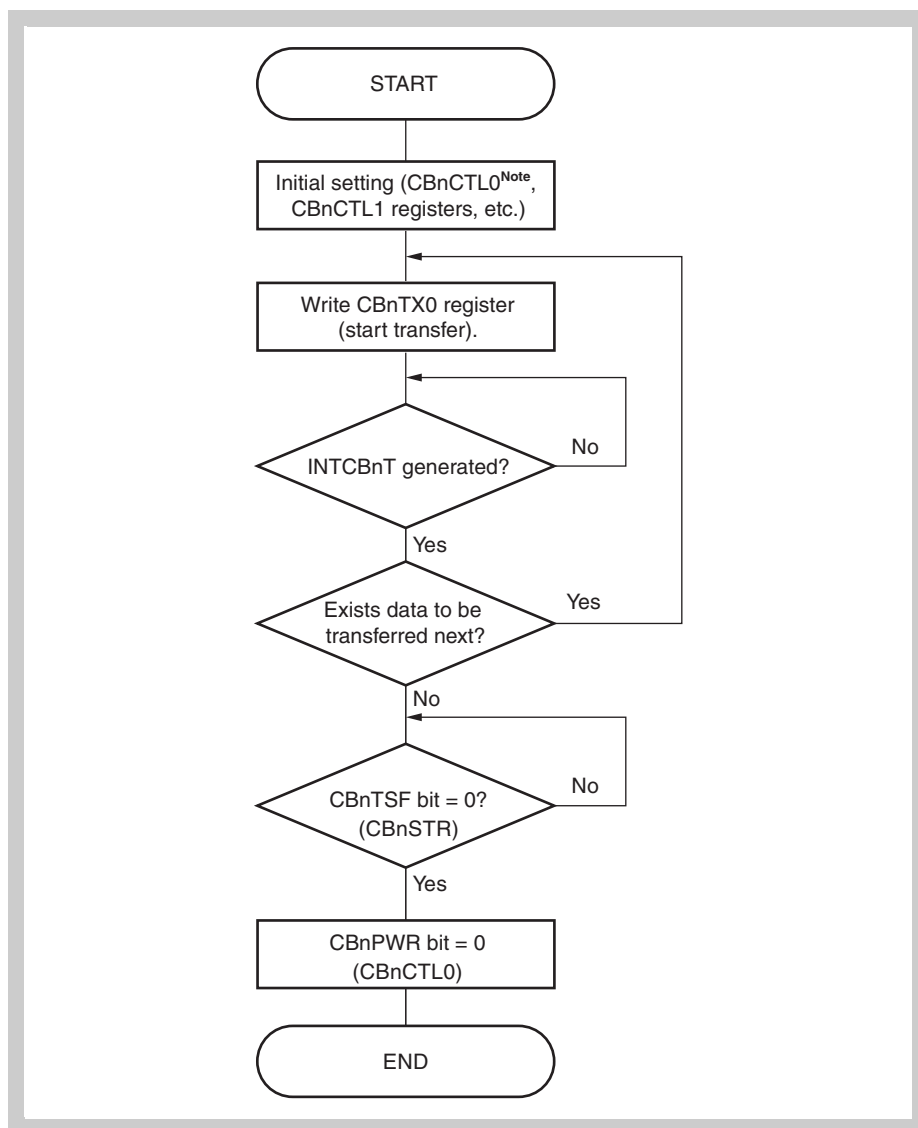 START
Initial setting (CBnCTL0Note,
CBnCTL1 registers, etc.)
Write CBnTX0 register
(start transfer).
INTCBnT generated?
No
Yes
Exists data to be
transferred next?
Yes
No
CBnTSF bit = 0?
(CBnSTR)
No
Yes
CBnPWR bit = 0
(CBnCTL0)
END